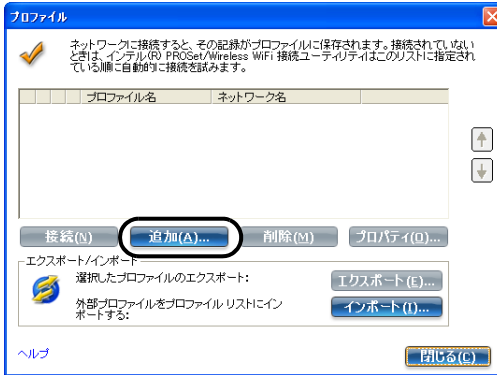 プロファイル
ネットワークに接続すると、その記録がプロファイルに保存されます。接続されていない
ときは、インテル(R) PROSet/Wireless WiFi 接続ユーティリティはこのリストに指定され
ている順に自動的に接続を試みます。
プロファイル名 ネットワーク名
接続(N) 追加(A)... 削除(M) プロパティ(O)...
エクスポート/インポート
選択したプロファイルのエクスポート: エクスポート(E)...
外部プロファイルをプロファイル リストにイン
ポートする: インポート(I)...
ヘルプ 閉じる(C)